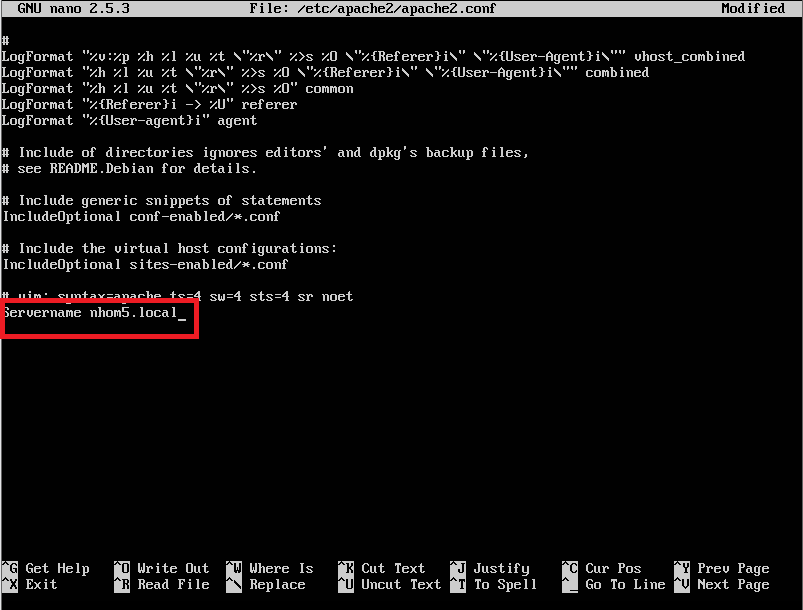 GNU nano 2.5.3 File: /etc/apache2/apache2.conf Modified
#
LogFormat "%v:%p %h %l %u %t \"%r\" %>s %O \"%{Referer}i\" \"%{User-Agent}i\"" vhost_combined
LogFormat "%h %l %u %t \"%r\" %>s %O \"%{Referer}i\" \"%{User-Agent}i\"" combined
LogFormat "%h %l %u %t \"%r\" %>s %O" common
LogFormat "%{Referer}i -> %U" referer
LogFormat "%{User-agent}i" agent
# Include of directories ignores editors' and dpkg's backup files,
# see README.Debian for details.
# Include generic snippets of statements
IncludeOptional conf-enabled/*.conf
# Include the virtual host configurations:
IncludeOptional sites-enabled/*.conf
# vim: syntax=apache ts=4 sw=4 sts=4 sr noet
Servername nhom5.local_
^G Get Help ^O Write Out ^W Where Is ^K Cut Text ^J Justify ^C Cur Pos ^Y Prev Page
^X Exit ^R Read File ^\ Replace ^U Uncut Text ^T To Spell ^_ Go To Line ^V Next Page